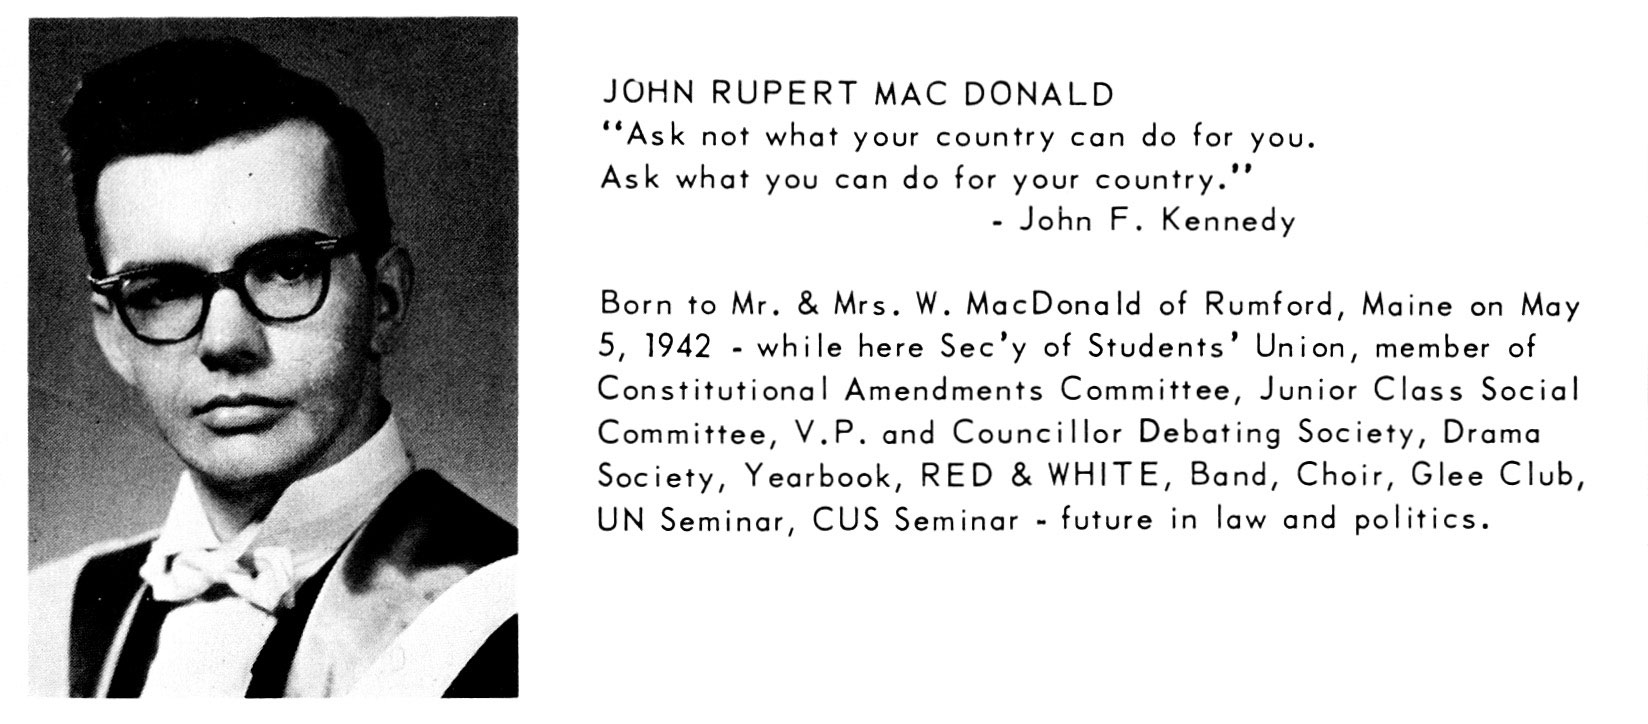 JOHN RUPERT MAC DONALD
“Ask not what your country can do for you.
Ask what you can do for your country.”
- John F. Kennedy
Born to Mr. & Mrs. W. MacDonald of Rumford, Maine on May
5, 1942 - while here Sec’y of Students’ Union, member of
Constitutional Amendments Committee, Junior Class Social
Committee, V.P. and Councillor Debating Society, Drama
Society, Yearbook, RED & WHITE, Band, Choir, Glee Club,
UN Seminar, CUS Seminar - future in law and politics.